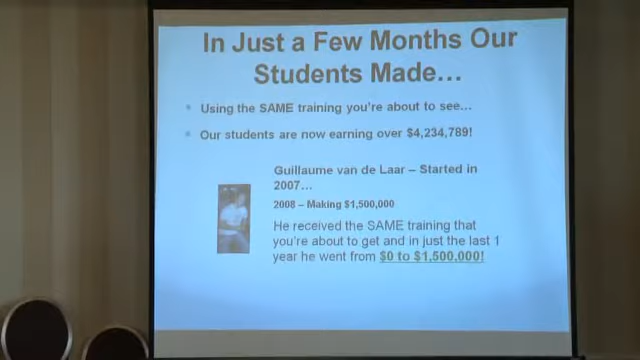 In Just a Few Months Our
Students Made…
Using the SAME training you're about to see…
Our students are now earning over $4,234,789!
Guillaume van de Laar – Started in
2007…
2008 – Making $1,500,000
He received the SAME training that
you're about to get and in just the last 1
year he went from $0 to $1,500,000!